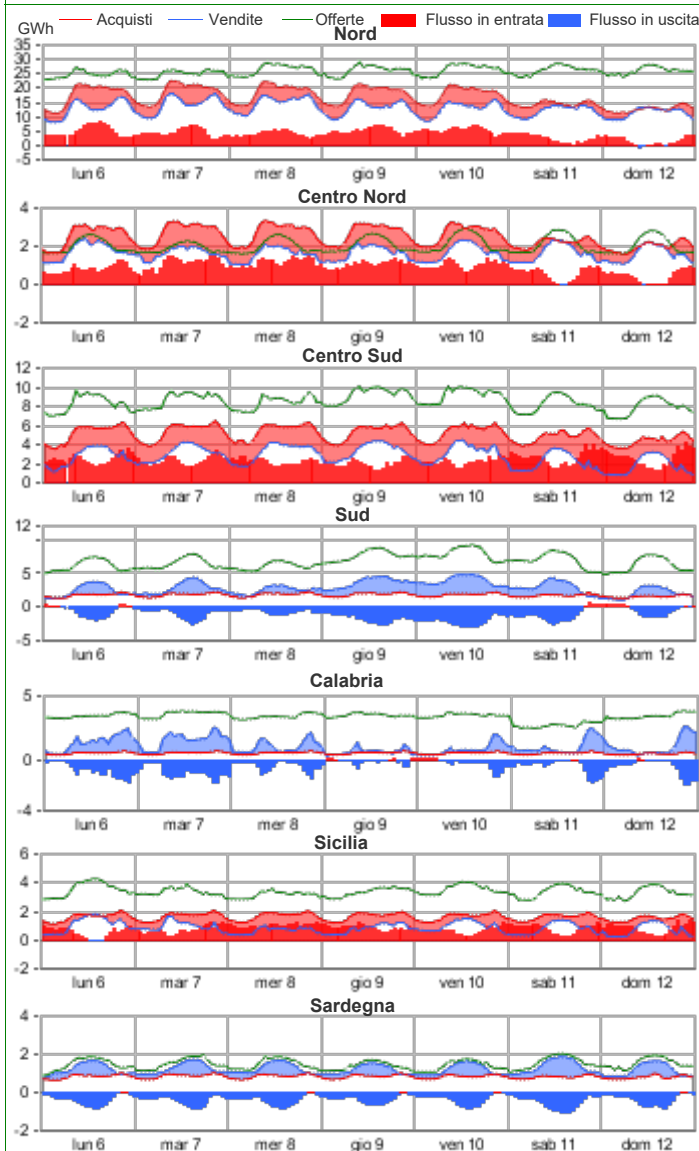 Acquisti Vendite Offerte Flusso in entrata Flusso in uscita
GWh
Nord
35
30
25
20
15
10
5
0
-5
lun 6 mar 7 mer 8 gio 9 ven 10 sab 11 dom 12
Centro Nord
4
2
0
-2
lun 6 mar 7 mer 8 gio 9 ven 10 sab 11 dom 12
Centro Sud
12
10
8
6
4
2
0
lun 6 mar 7 mer 8 gio 9 ven 10 sab 11 dom 12
Sud
12
5
0
-5
lun 6 mar 7 mer 8 gio 9 ven 10 sab 11 dom 12
Calabria
5
0
-4
lun 6 mar 7 mer 8 gio 9 ven 10 sab 11 dom 12
Sicilia
6
4
2
0
-2
lun 6 mar 7 mer 8 gio 9 ven 10 sab 11 dom 12
Sardegna
4
2
0
-2
lun 6 mar 7 mer 8 gio 9 ven 10 sab 11 dom 12